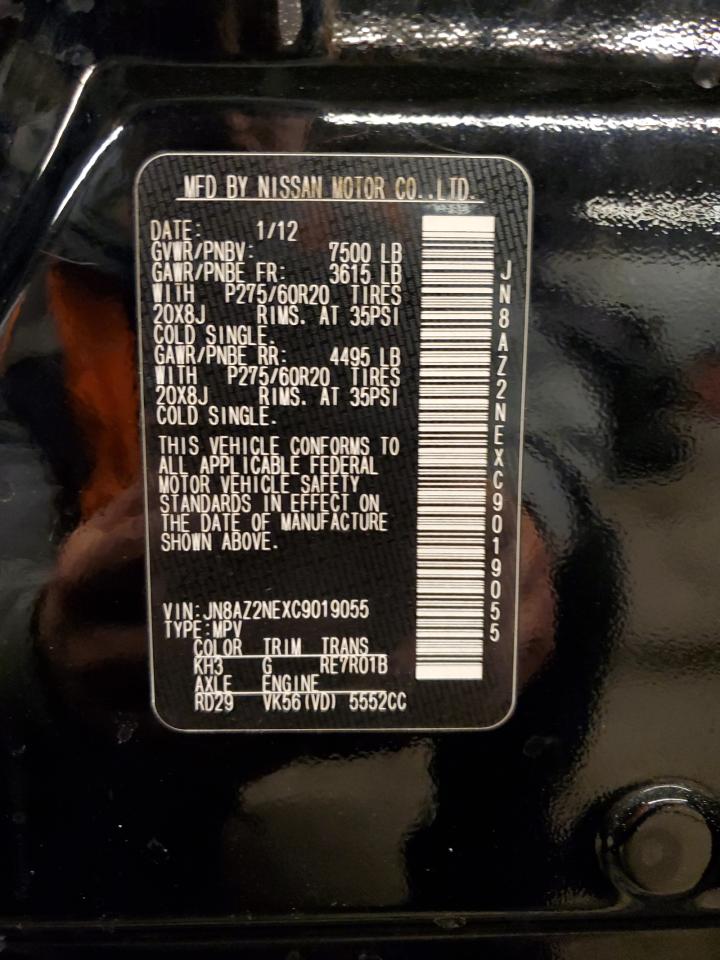 MFD BY NISSAN MOTOR CO.,LTD.
DATE: 1/12
GVWR/PNBV: 7500 LB
GAWR/PNBE FR: 3615 LB
WITH P275/60R20 TIRES
20X8J RIMS. AT 35PSI
COLD SINGLE.
GAWR/PNBE RR: 4495 LB
WITH P275/60R20 TIRES
20X8J RIMS. AT 35PSI
COLD SINGLE.
THIS VEHICLE CONFORMS TO
ALL APPLICABLE FEDERAL
MOTOR VEHICLE SAFETY
STANDARDS IN EFFECT ON
THE DATE OF MANUFACTURE
SHOWN ABOVE.
VIN:JN8AZ2NEXC9019055
TYPE:MPV
COLOR TRIM TRANS
KH3 G RE7R01B
AXLE ENGINE
RD29 VK56(VD) 5552CC
JN8AZ2NEXC9019055